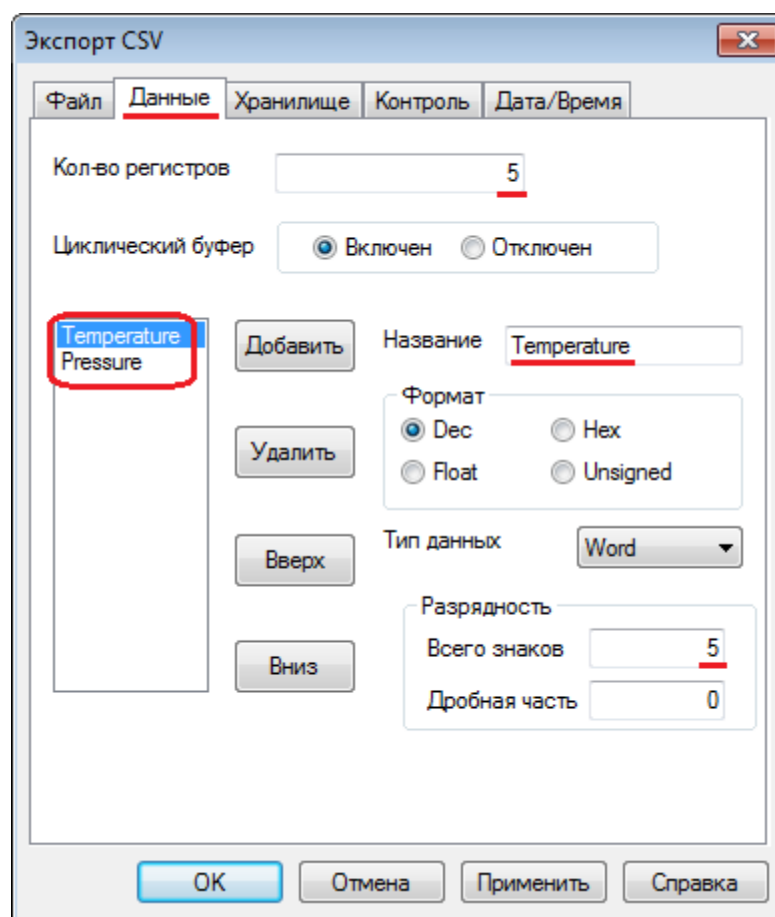 Экспорт CSV
Файл Данные Хранилище Контроль Дата/Время
Кол-во регистров 5
Циклический буфер Включен Отключен
Temperature
Pressure
Добавить
Удалить
Вверх
Вниз
Название Temperature
Формат
Dec Hex
Float Unsigned
Тип данных Word
Разрядность
Всего знаков 5
Дробная часть 0
OK Отмена Применить Справка